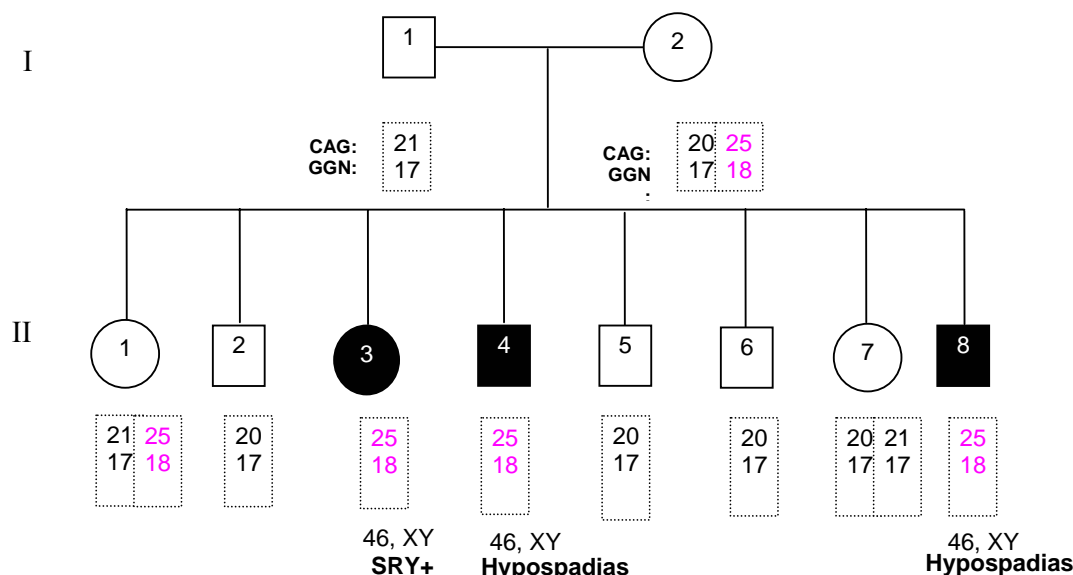 I
1 2
CAG: 21 CAG: 20 25
GGN: 17 GGN 17 18
:
II
1 2 3 4 5 6 7 8
21 25 20 25 25 20 20 20 21 25
17 18 17 18 18 17 17 17 17 18
46, XY 46, XY 46, XY
SRY+ Hypospadias Hypospadias